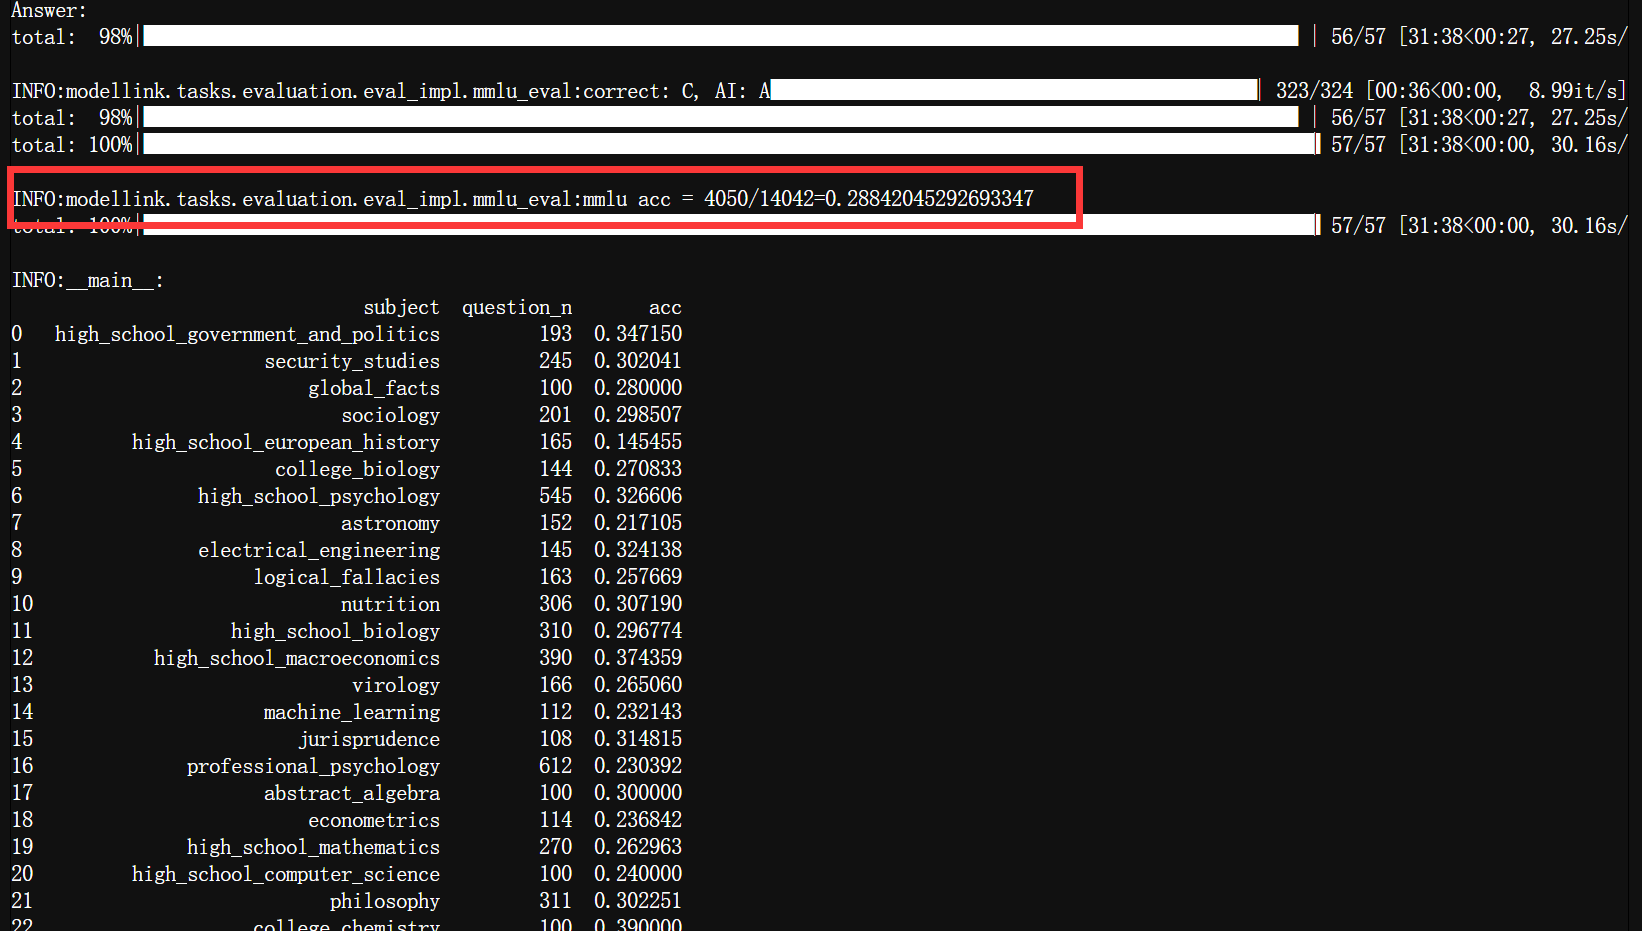 Answer:
total:  98%| | 56/57 [31:38<00:27, 27.25s/
INFO:modellink.tasks.evaluation.eval_impl.mmlu_eval:correct: C, AI: A| 323/324 [00:36<00:00,  8.99it/s]
total:  98%| | 56/57 [31:38<00:27, 27.25s/
total: 100%| 57/57 [31:38<00:00, 30.16s/
INFO:modellink.tasks.evaluation.eval_impl.mmlu_eval:mmlu acc = 4050/14042=0.28842045292693347
total: 100%| 57/57 [31:38<00:00, 30.16s/
INFO:__main__:
subject question_n acc
0 high_school_government_and_politics 193 0.347150
1 security_studies 245 0.302041
2 global_facts 100 0.280000
3 sociology 201 0.298507
4 high_school_european_history 165 0.145455
5 college_biology 144 0.270833
6 high_school_psychology 545 0.326606
7 astronomy 152 0.217105
8 electrical_engineering 145 0.324138
9 logical_fallacies 163 0.257669
10 nutrition 306 0.307190
11 high_school_biology 310 0.296774
12 high_school_macroeconomics 390 0.374359
13 virology 166 0.265060
14 machine_learning 112 0.232143
15 jurisprudence 108 0.314815
16 professional_psychology 612 0.230392
17 abstract_algebra 100 0.300000
18 econometrics 114 0.236842
19 high_school_mathematics 270 0.262963
20 high_school_computer_science 100 0.240000
21 philosophy 311 0.302251
22 college_chemistry 100 0.390000